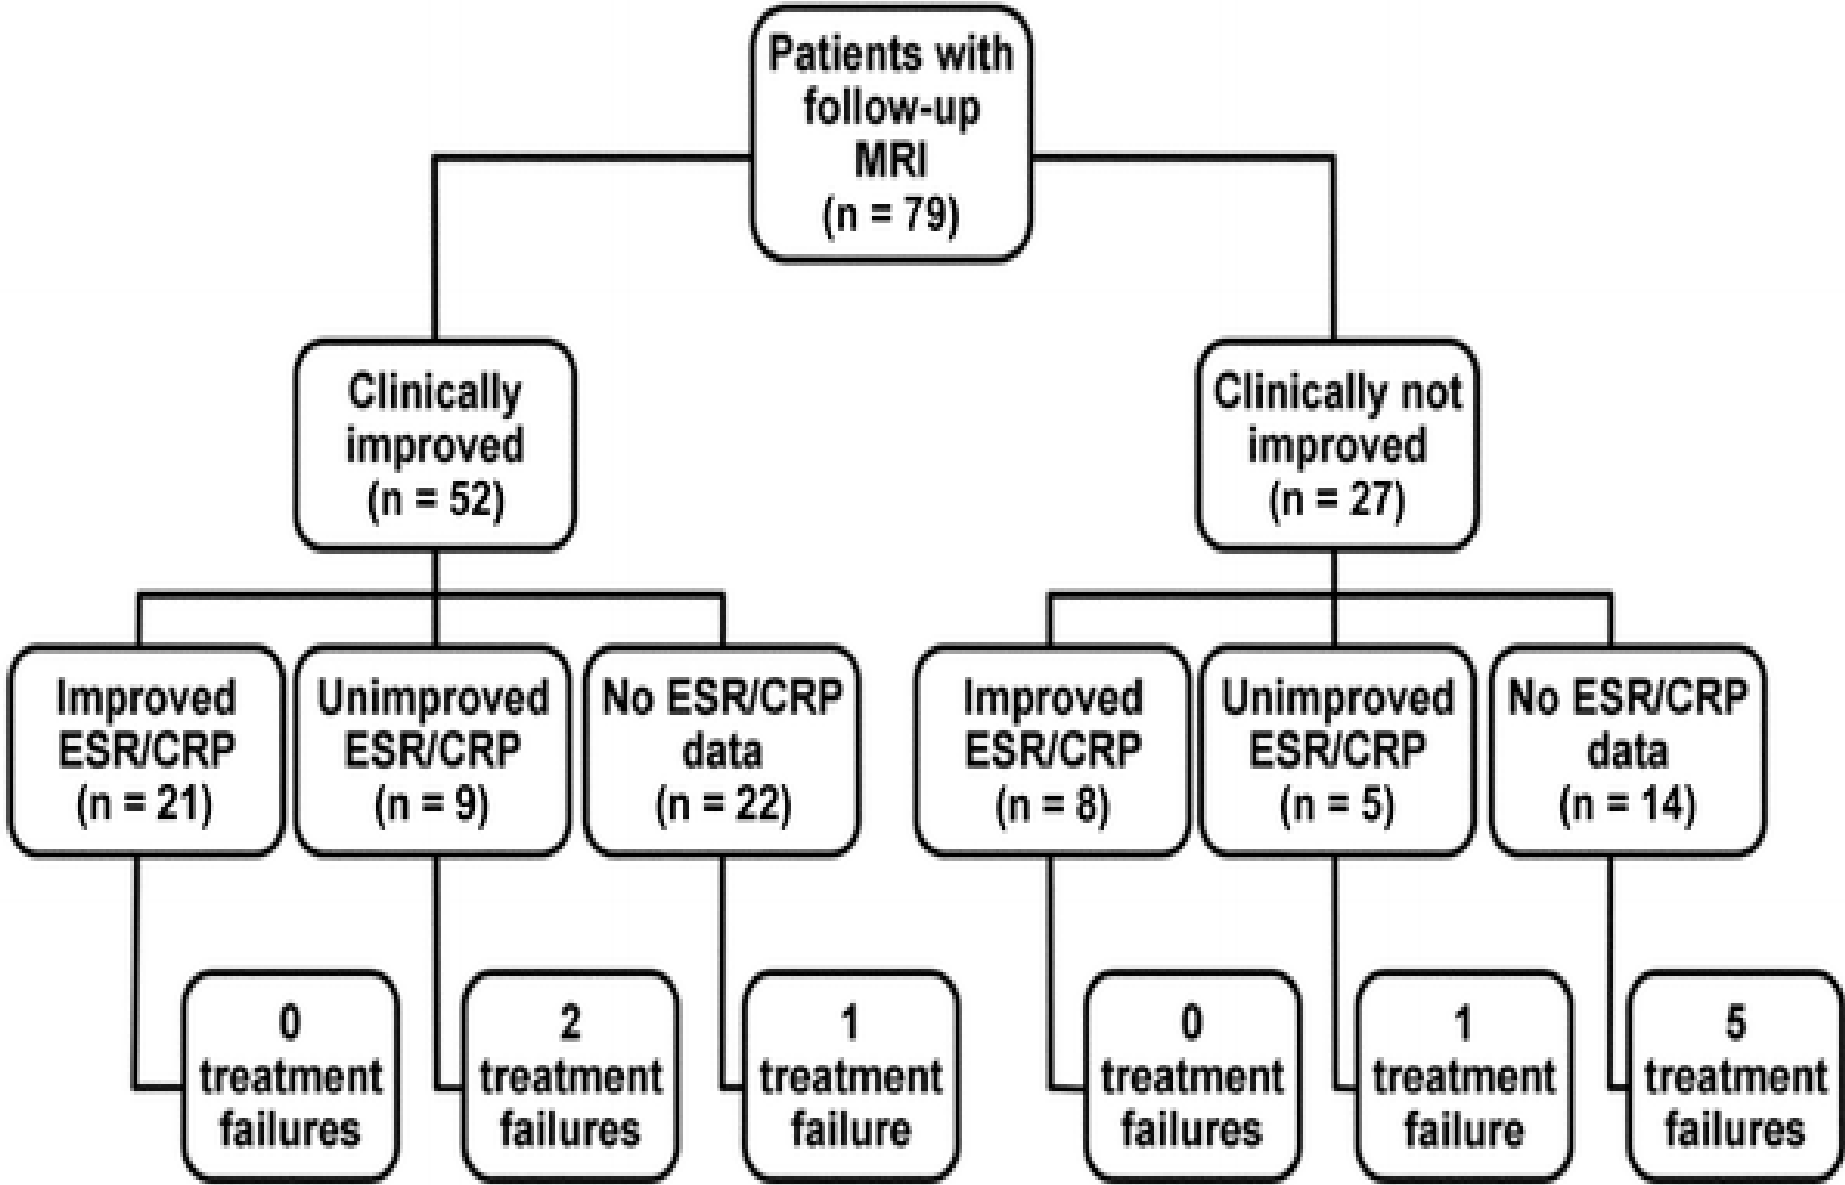 Patients with
follow-up
MRI
(n = 79)
Clinically
improved
(n = 52)
Clinically not
improved
(n = 27)
Improved
ESR/CRP
(n = 21)
Unimproved
ESR/CRP
(n = 9)
No ESR/CRP
data
(n = 22)
Improved
ESR/CRP
(n = 8)
Unimproved
ESR/CRP
(n = 5)
No ESR/CRP
data
(n = 14)
0
treatment
failures
2
treatment
failures
1
treatment
failure
0
treatment
failures
1
treatment
failure
5
treatment
failures